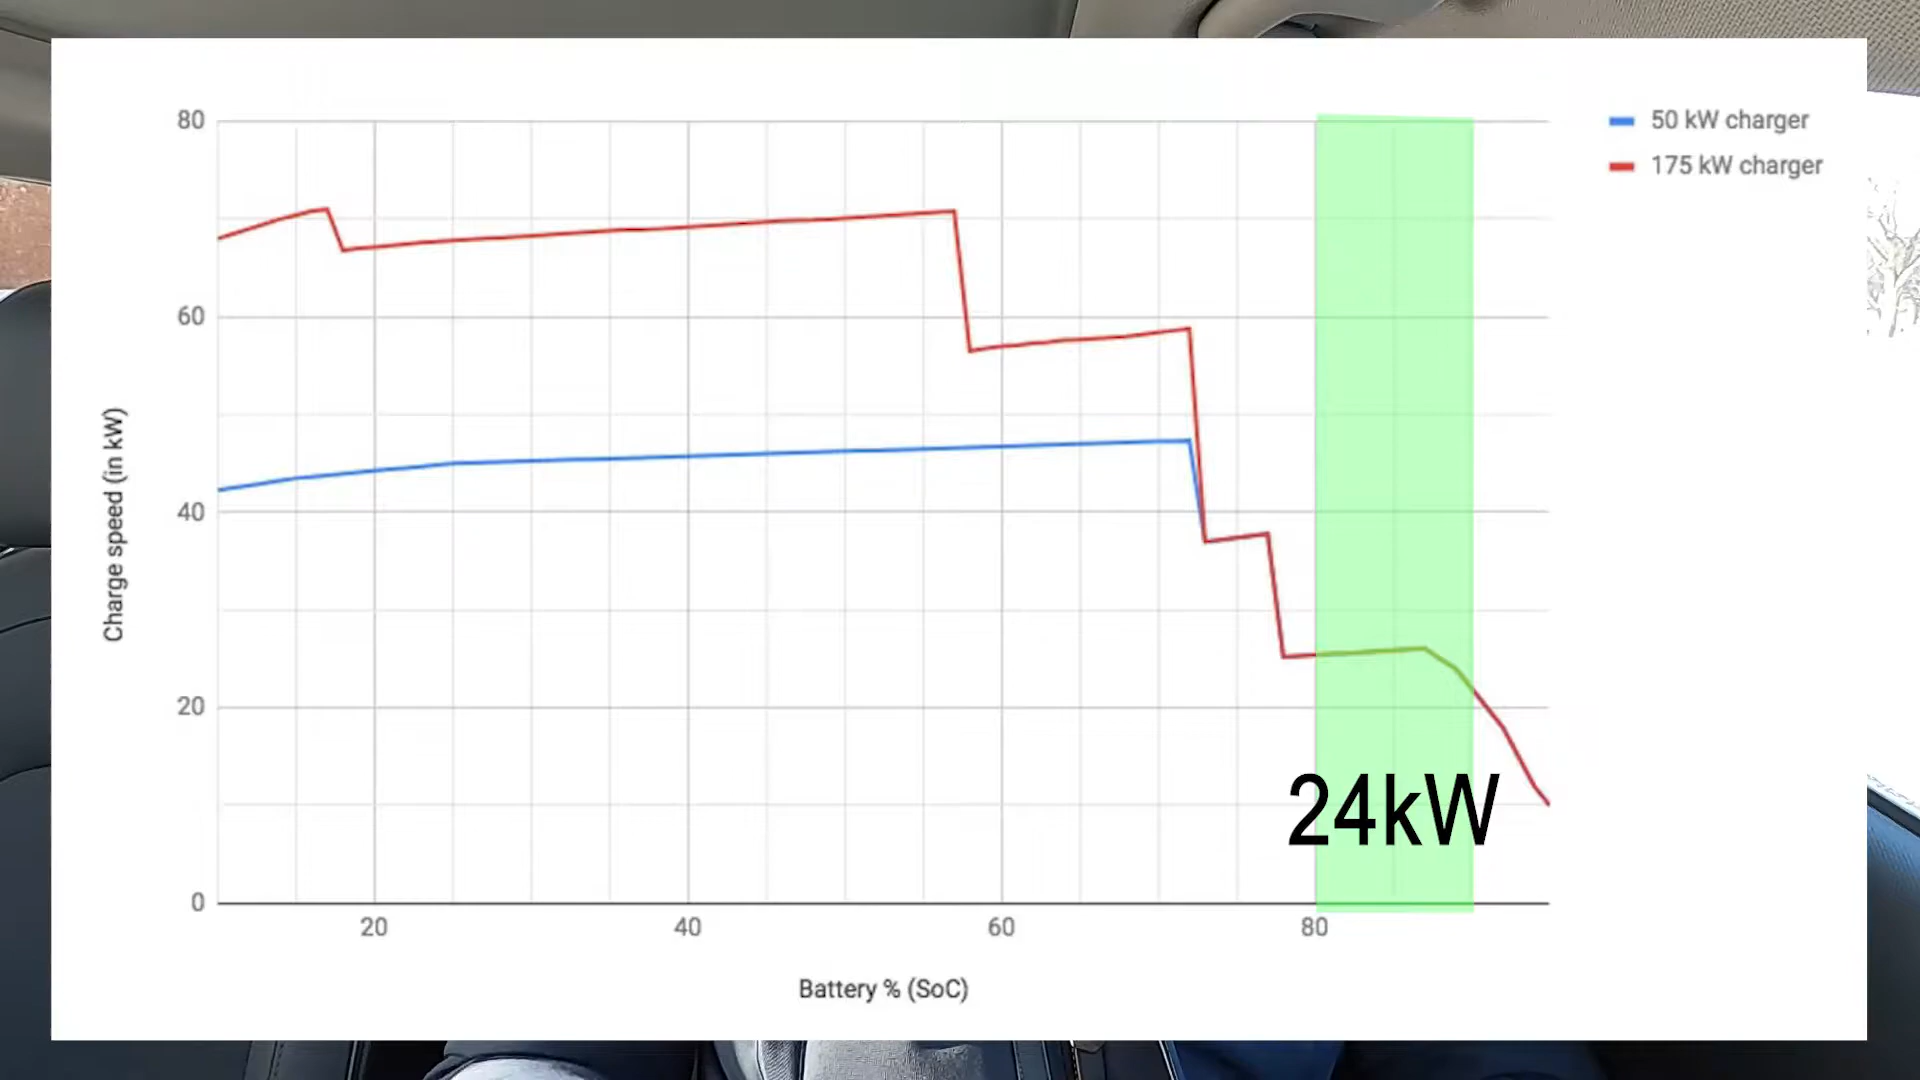 50 kW charger
175 kW charger
80
60
40
20
0
Charge speed (in kW)
24kW
20
40
60
80
Battery % (SoC)